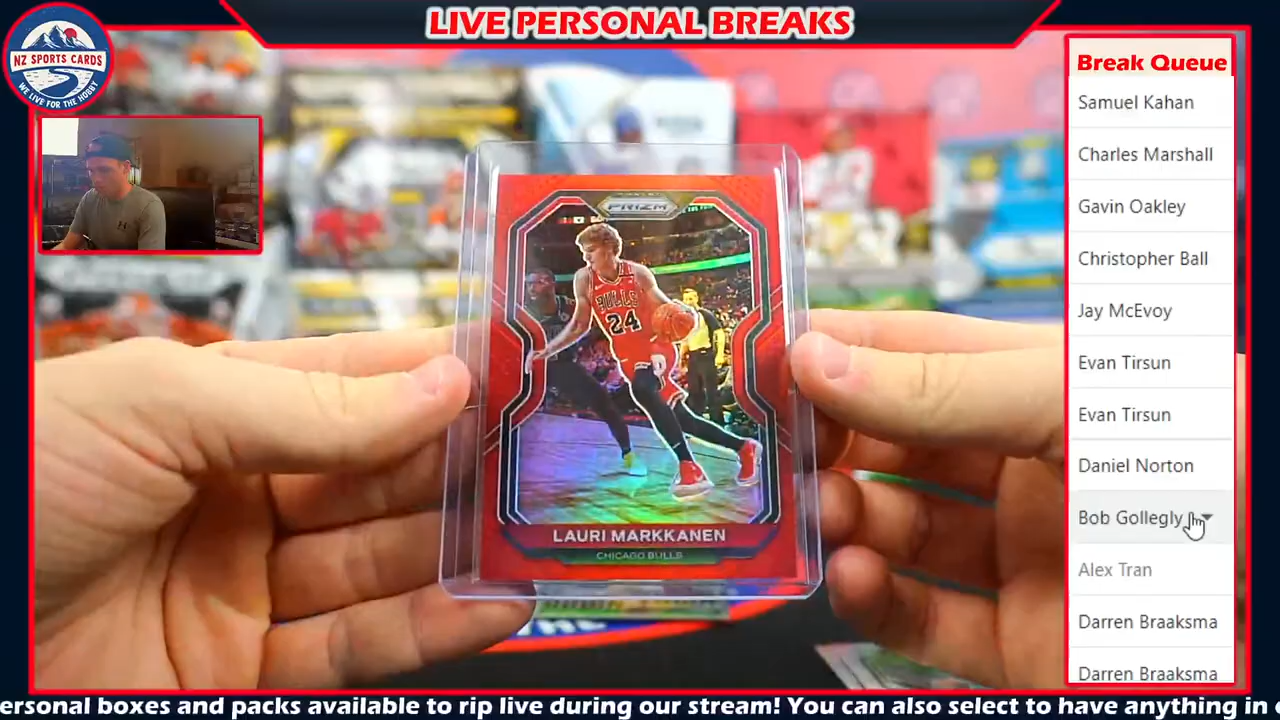 LIVE PERSONAL BREAKS
NZ SPORTS CARDS
WE LIVE FOR THE HOBBY
Break Queue
Samuel Kahan
Charles Marshall
Gavin Oakley
Christopher Ball
Jay McEvoy
Evan Tirsun
Evan Tirsun
Daniel Norton
Bob Gollegly
Alex Tran
Darren Braaksma
Darren Braaksma
PRIZM
BULLS
24
LAURI MARKKANEN
CHICAGO BULLS
THE
ersonal boxes and packs available to rip live during our stream! You can also select to have anything in